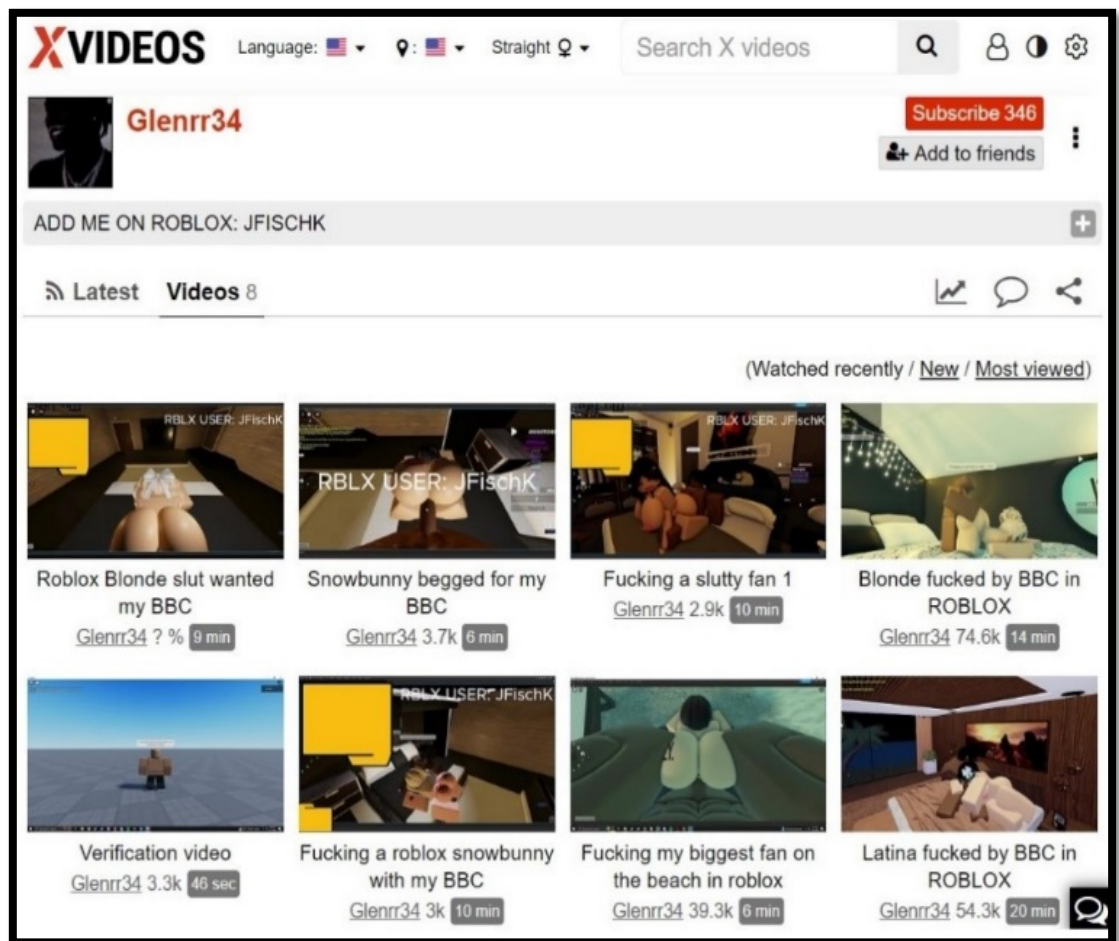 XVIDEOS Language: : Straight Search X videos
Glenrr34
Subscribe 346
Add to friends
ADD ME ON ROBLOX: JFISCHK
Latest Videos 8
(Watched recently / New / Most viewed)
RBLX USER: JFischK
RBLX USER: JFischK
RBLX USER: JFischK
Roblox Blonde slut wanted
my BBC
Glenrr34 ? % 9 min
Snowbunny begged for my
BBC
Glenrr34 3.7k 6 min
Fucking a slutty fan 1
Glenrr34 2.9k 10 min
Blonde fucked by BBC in
ROBLOX
Glenrr34 74.6k 14 min
RBLX USER: JFischK
Verification video
Glenrr34 3.3k 46 sec
Fucking a roblox snowbunny
with my BBC
Glenrr34 3k 10 min
Fucking my biggest fan on
the beach in roblox
Glenrr34 39.3k 6 min
Latina fucked by BBC in
ROBLOX
Glenrr34 54.3k 20 min